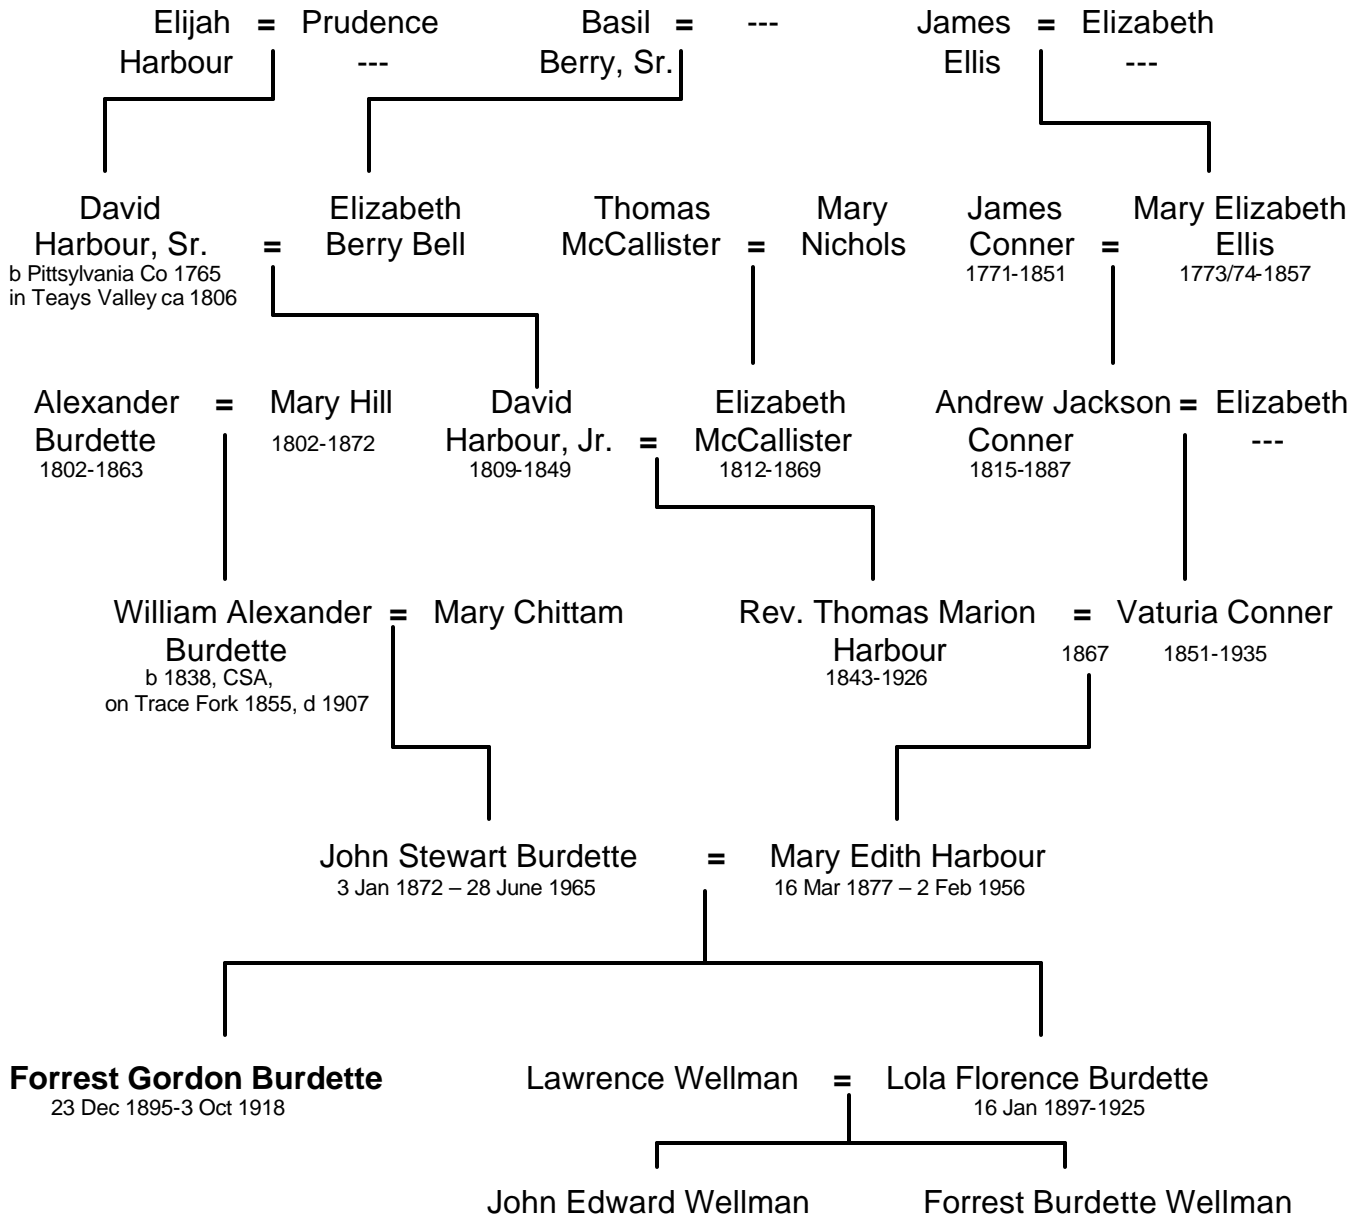 Elijah = Prudence Basil = --- James = Elizabeth
Harbour --- Berry, Sr. Ellis ---
David Elizabeth Thomas Mary James Mary Elizabeth
Harbour, Sr. = Berry Bell McCallister = Nichols Conner = Ellis
b Pittsylvania Co 1765 1771-1851 1773/74-1857
in Teays Valley ca 1806
Alexander = Mary Hill David Elizabeth Andrew Jackson = Elizabeth
Burdette 1802-1872 Harbour, Jr. = McCallister Conner ---
1802-1863 1809-1849 1812-1869 1815-1887
William Alexander = Mary Chittam Rev. Thomas Marion = Vaturia Conner
Burdette Harbour 1867 1851-1935
b 1838, CSA, 1843-1926
on Trace Fork 1855, d 1907
John Stewart Burdette = Mary Edith Harbour
3 Jan 1872 – 28 June 1965 16 Mar 1877 – 2 Feb 1956
Forrest Gordon Burdette Lawrence Wellman = Lola Florence Burdette
23 Dec 1895-3 Oct 1918 16 Jan 1897-1925
John Edward Wellman Forrest Burdette Wellman